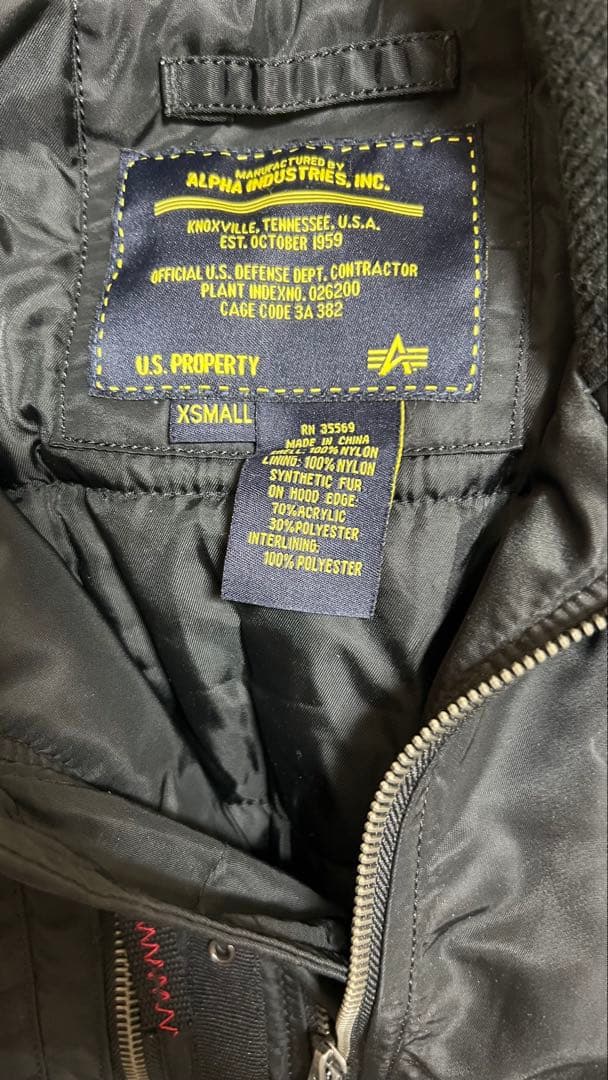 MANUFACTURED BY
ALPHA INDUSTRIES, INC.
KNOXVILLE, TENNESSEE, U.S.A.
EST. OCTOBER 1959
OFFICIAL U.S. DEFENSE DEPT. CONTRACTOR
PLANT INDEXNO. 026200
CAGE CODE 3A 382
U.S. PROPERTY
XSMALL
RN 35569
MADE IN CHINA
SHELL: 100% NYLON
LINING: 100% NYLON
SYNTHETIC FUR
ON HOOD EDGE:
70% ACRYLIC
30% POLYESTER
INTERLINING:
100% POLYESTER